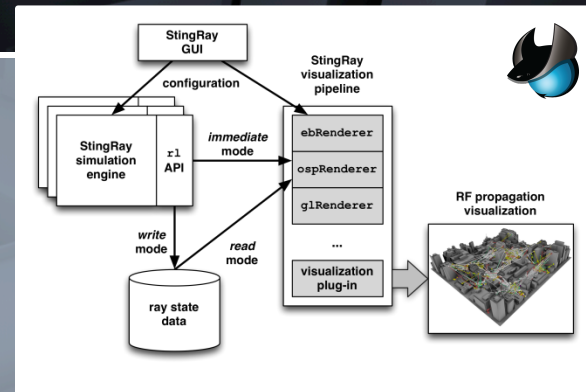 StingRay
GUI
configuration
StingRay
simulation
engine
rl
API
immediate
mode
write
mode
read
mode
ray state
data
StingRay
visualization
pipeline
ebRenderer
ospRenderer
glRenderer
...
visualization
plug-in
RF propagation
visualization